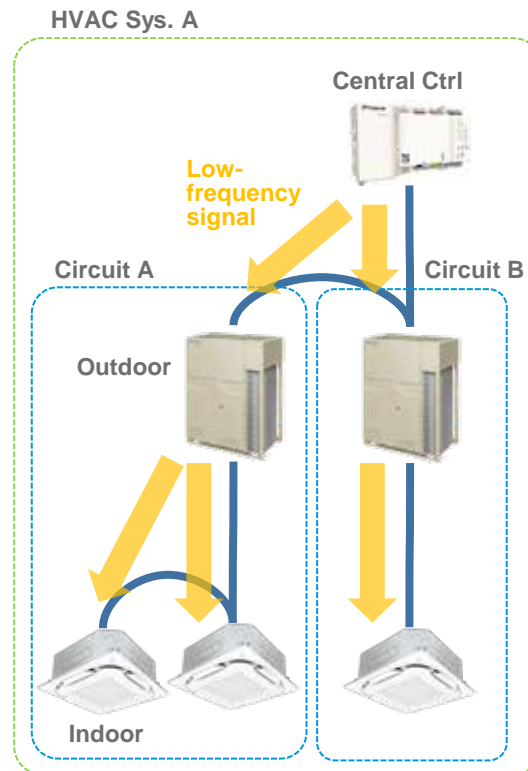 HVAC Sys. A
Central Ctrl
Low-
frequency
signal
Circuit A
Circuit B
Outdoor
Indoor